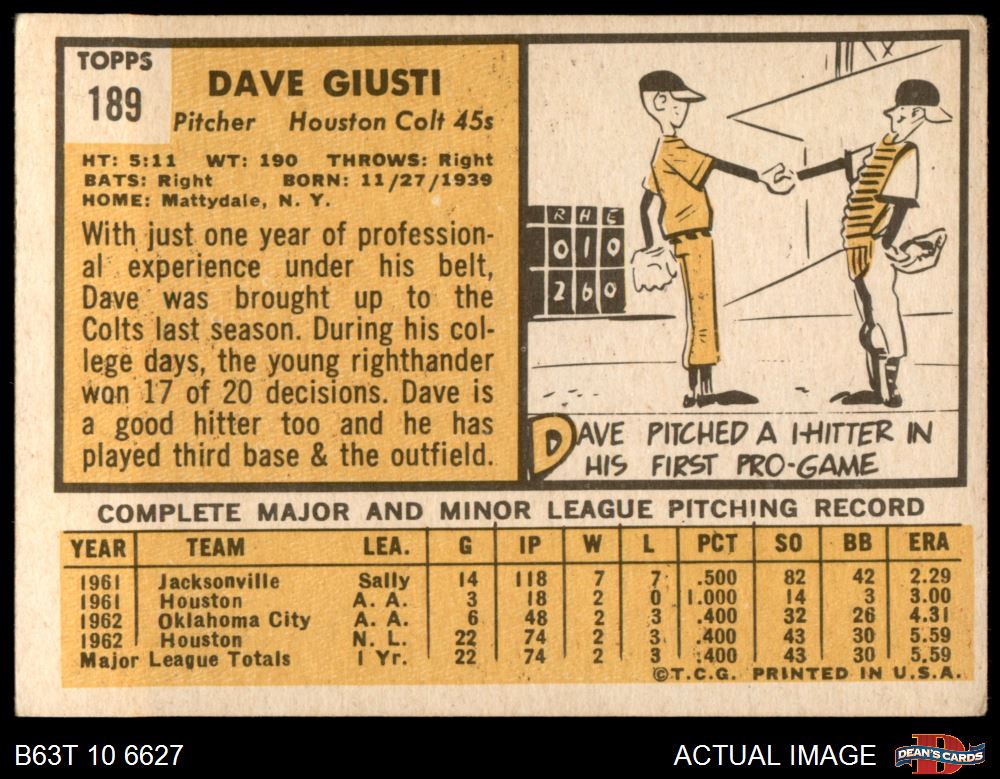 TOPPS
189
DAVE GIUSTI
Pitcher Houston Colt 45s
HT: 5:11 WT: 190 THROWS: Right
BATS: Right BORN: 11/27/1939
HOME: Mattydale, N. Y.
With just one year of profession-
al experience under his belt,
Dave was brought up to the
Colts last season. During his col-
lege days, the young righthander
won 17 of 20 decisions. Dave is
a good hitter too and he has
played third base & the outfield.
R H E
0 1 0
2 6 0
DAVE PITCHED A 1-HITTER IN
HIS FIRST PRO-GAME
COMPLETE MAJOR AND MINOR LEAGUE PITCHING RECORD
YEAR TEAM LEA. G IP W L PCT SO BB ERA
1961 Jacksonville Sally 14 118 7 7 .500 82 42 2.29
1961 Houston A. A. 3 18 2 0 1.000 14 3 3.00
1962 Oklahoma City A. A. 6 48 2 3 .400 32 26 4.31
1962 Houston N. L. 22 74 2 3 .400 43 30 5.59
Major League Totals 1 Yr. 22 74 2 3 .400 43 30 5.59
©T.C.G. PRINTED IN U.S.A.
B63T 10 6627
ACTUAL IMAGE
DEAN'S CARDS